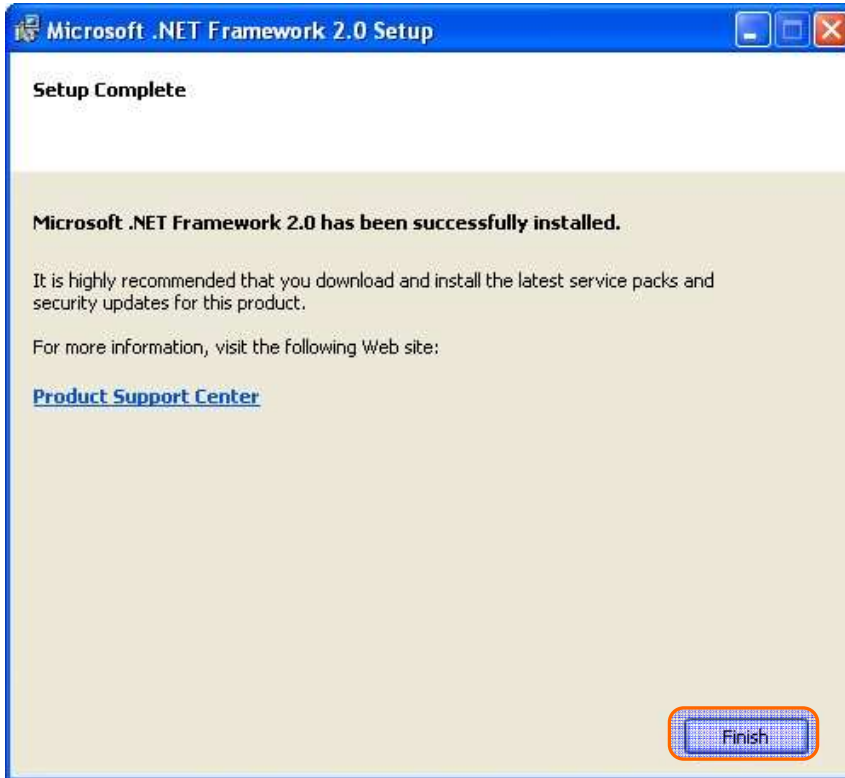 Microsoft .NET Framework 2.0 Setup
Setup Complete
Microsoft .NET Framework 2.0 has been successfully installed.
It is highly recommended that you download and install the latest service packs and
security updates for this product.
For more information, visit the following Web site:
Product Support Center
Finish